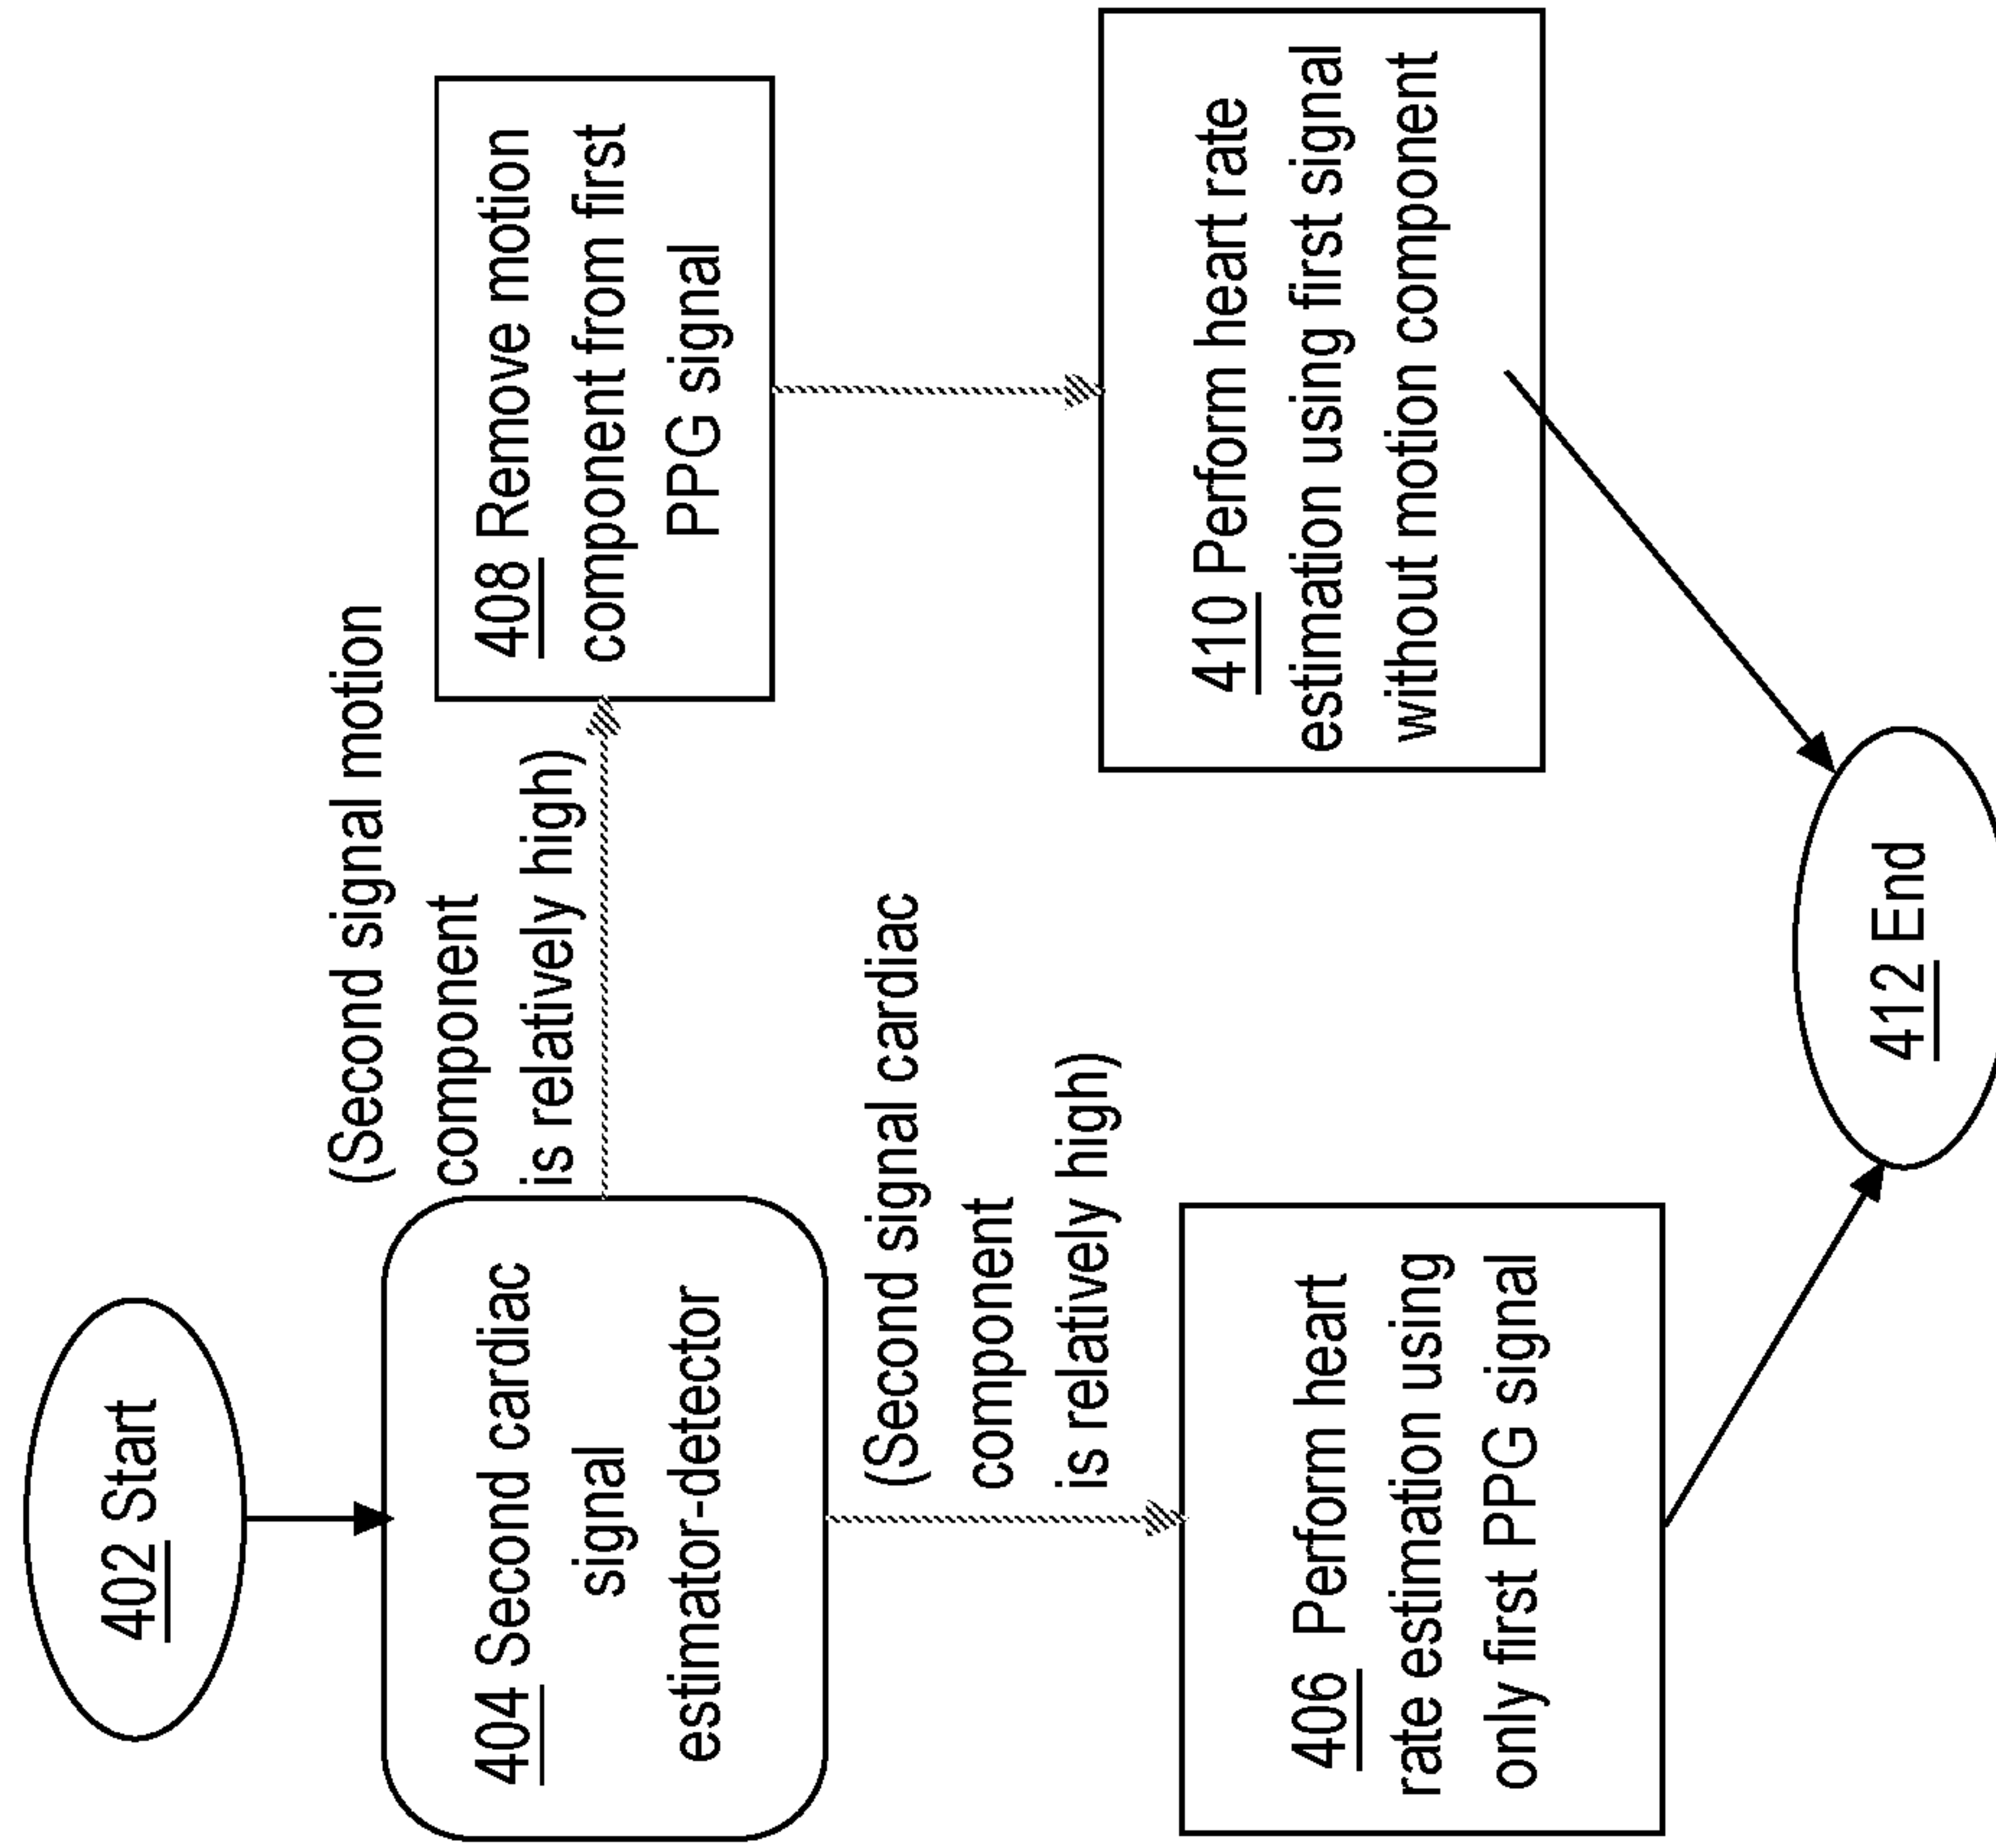 402 Start
404 Second cardiac
signal
estimator-detector
(Second signal motion
component
is relatively high)
408 Remove motion
component from first
PPG signal
(Second signal cardiac
component
is relatively high)
406 Perform heart
rate estimation using
only first PPG signal
410 Perform heart rate
estimation using first signal
without motion component
412 End